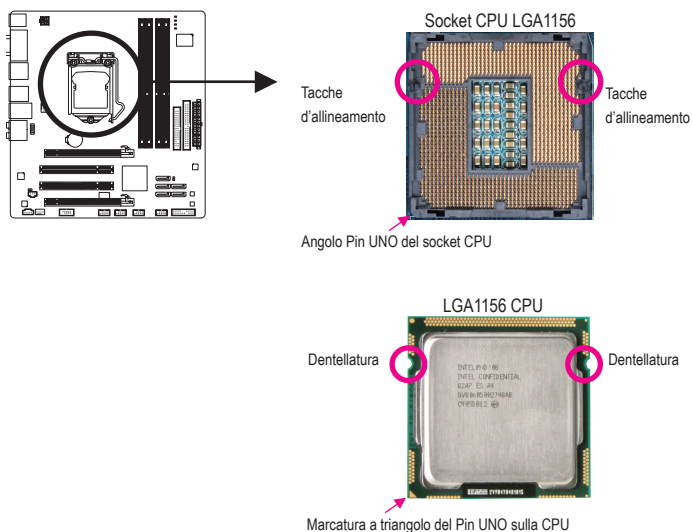 Socket CPU LGA1156
Tacche
d'allineamento
Tacche
d'allineamento
Angolo Pin UNO del socket CPU
LGA1156 CPU
Dentellatura
Dentellatura
INTEL CONFIDENTIAL
Marcatura a triangolo del Pin UNO sulla CPU